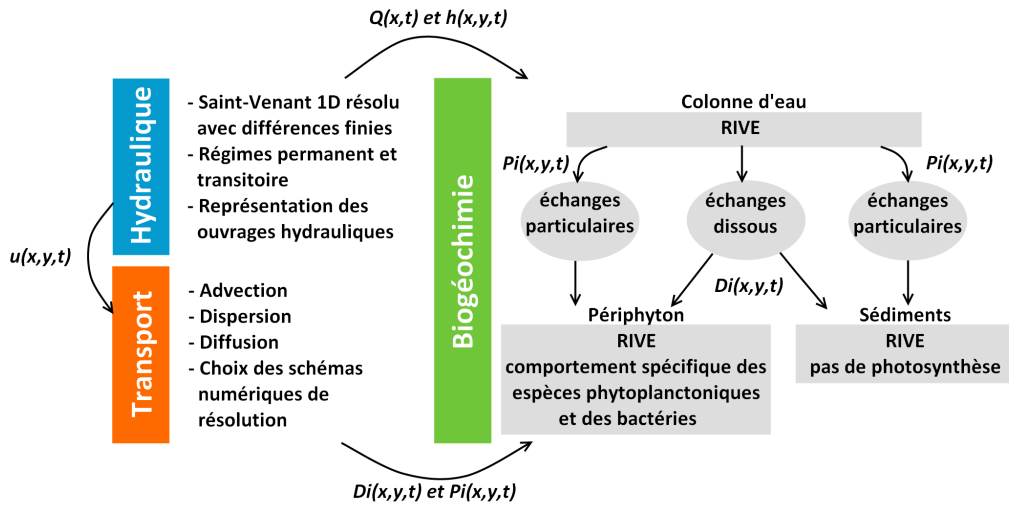 Q(x,t) et h(x,y,t)
Hydraulique
- Saint-Venant 1D résolu
avec différences finies
- Régimes permanent et
transitoire
- Représentation des
ouvrages hydrauliques
u(x,y,t)
Transport
- Advection
- Dispersion
- Diffusion
- Choix des schémas
numériques de
résolution
Di(x,y,t) et Pi(x,y,t)
Biogéochimie
Colonne d'eau
RIVE
Pi(x,y,t)
Pi(x,y,t)
échanges
particulaires
échanges
dissous
échanges
particulaires
Di(x,y,t)
Périphyton
RIVE
comportement spécifique des
espèces phytoplanctoniques
et des bactéries
Sédiments
RIVE
pas de photosynthèse